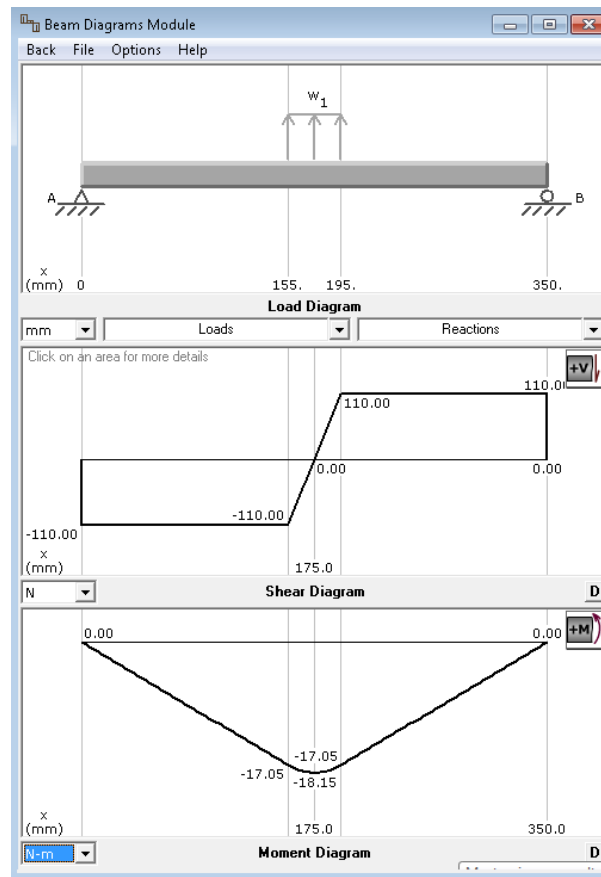 Beam Diagrams Module
Back File Options Help
w1
A
B
x
(mm) 0 155. 195. 350.
Load Diagram
mm Loads Reactions
Click on an area for more details
+V
110.00
110.00
0.00 0.00
-110.00
-110.00
x
(mm) 175.0
N Shear Diagram D
0.00 0.00 +M
-17.05
-17.05
-18.15
x
(mm) 175.0 350.0
N-m Moment Diagram D